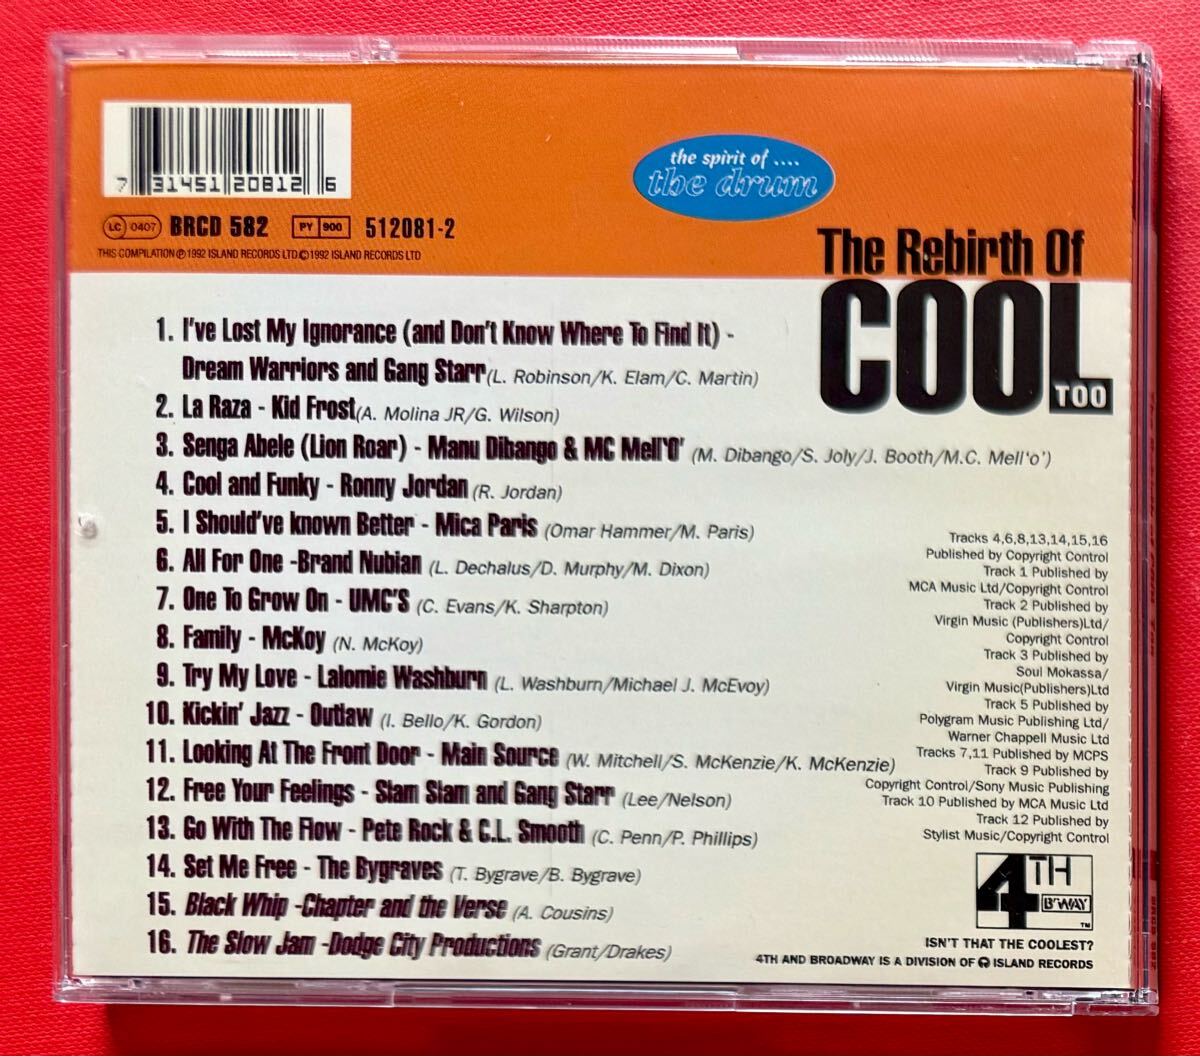 7 31451 20812 6
the spirit of ....
the drum
LC 0407 BRCD 582 PY 900 512081-2
THIS COMPILATION ℗ 1992 ISLAND RECORDS LTD.© 1992 ISLAND RECORDS LTD
The Rebirth Of
COOL
TOO
1. I've Lost My Ignorance (and Don't Know Where To Find It) -
Dream Warriors and Gang Starr (L. Robinson/K. Elam/C. Martin)
2. La Raza - Kid Frost (A. Molina JR/G. Wilson)
3. Senga Abele (Lion Roar) - Manu Dibango & MC Mell'O' (M. Dibango/S. Joly/J. Booth/M.C. Mell'o')
4. Cool and Funky - Ronny Jordan (R. Jordan)
5. I Should've known Better - Mica Paris (Omar Hammer/M. Paris)
6. All For One -Brand Nubian (L. Dechalus/D. Murphy/M. Dixon)
7. One To Grow On - UMC'S (C. Evans/K. Sharpton)
8. Family - McKoy (N. McKoy)
9. Try My Love - Lalomie Washburn (L. Washburn/Michael J. McEvoy)
10. Kickin' Jazz - Outlaw (I. Bello/K. Gordon)
11. Looking At The Front Door - Main Source (W. Mitchell/S. McKenzie/K. McKenzie)
12. Free Your Feelings - Slam Slam and Gang Starr (Lee/Nelson)
13. Go With The Flow - Pete Rock & C.L. Smooth (C. Penn/P. Phillips)
14. Set Me Free - The Bygraves (T. Bygrave/B. Bygrave)
15. Black Whip -Chapter and the Verse (A. Cousins)
16. The Slow Jam -Dodge City Productions (Grant/Drakes)
Tracks 4,6,8,13,14,15,16
Published by Copyright Control
Track 1 Published by
MCA Music Ltd/Copyright Control
Track 2 Published by
Virgin Music (Publishers)Ltd/
Copyright Control
Track 3 Published by
Soul Mokassa/
Virgin Music(Publishers)Ltd
Track 5 Published by
Polygram Music Publishing Ltd/
Warner Chappell Music Ltd
Tracks 7,11 Published by MCPS
Track 9 Published by
Copyright Control/Sony Music Publishing
Track 10 Published by MCA Music Ltd
Track 12 Published by
Stylist Music/Copyright Control
4TH
B'WAY
TM
ISN'T THAT THE COOLEST?
4TH AND BROADWAY IS A DIVISION OF ISLAND RECORDS